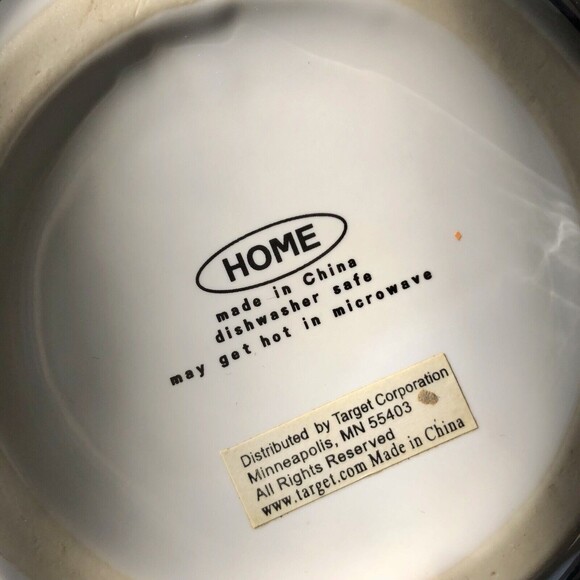 HOME
made in China
dishwasher safe
may get hot in microwave
Distributed by Target Corporation
Minneapolis, MN 55403
All Rights Reserved
www.target.com Made in China